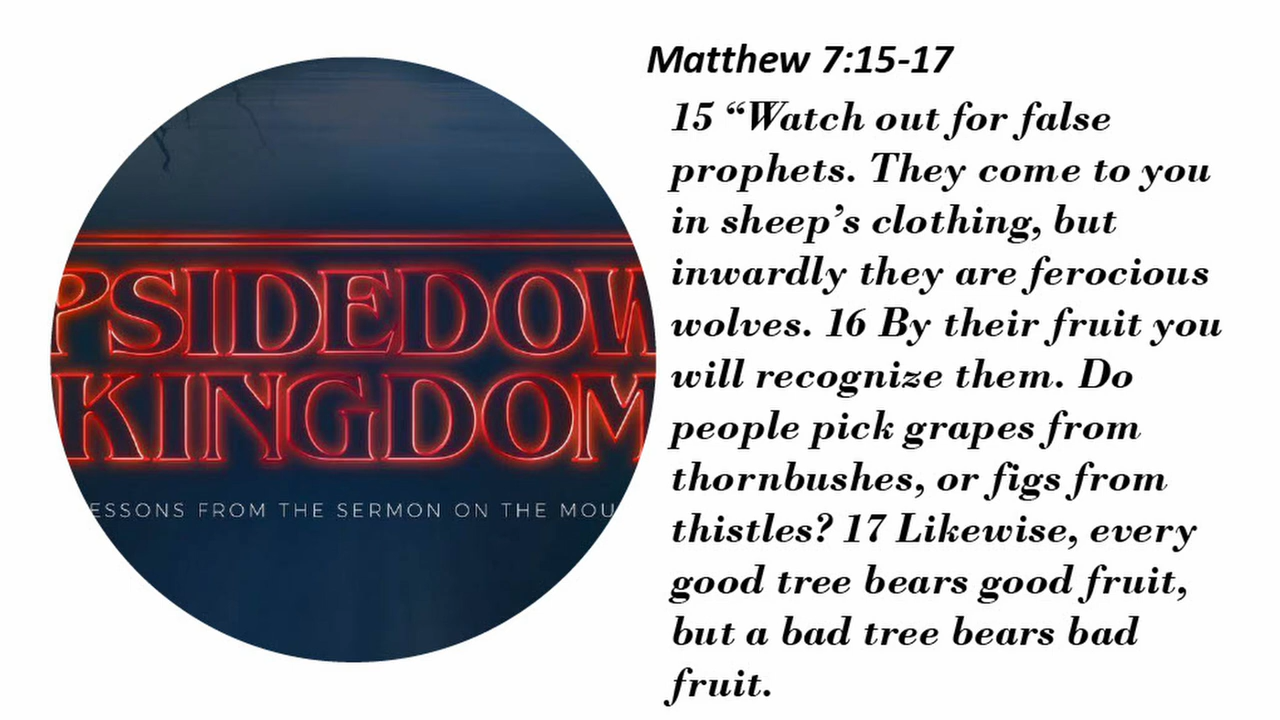 PSIDEDOW
KINGDOM
ESSONS FROM THE SERMON ON THE MOU
Matthew 7:15-17
15 “Watch out for false
prophets. They come to you
in sheep’s clothing, but
inwardly they are ferocious
wolves. 16 By their fruit you
will recognize them. Do
people pick grapes from
thornbushes, or figs from
thistles? 17 Likewise, every
good tree bears good fruit,
but a bad tree bears bad
fruit.